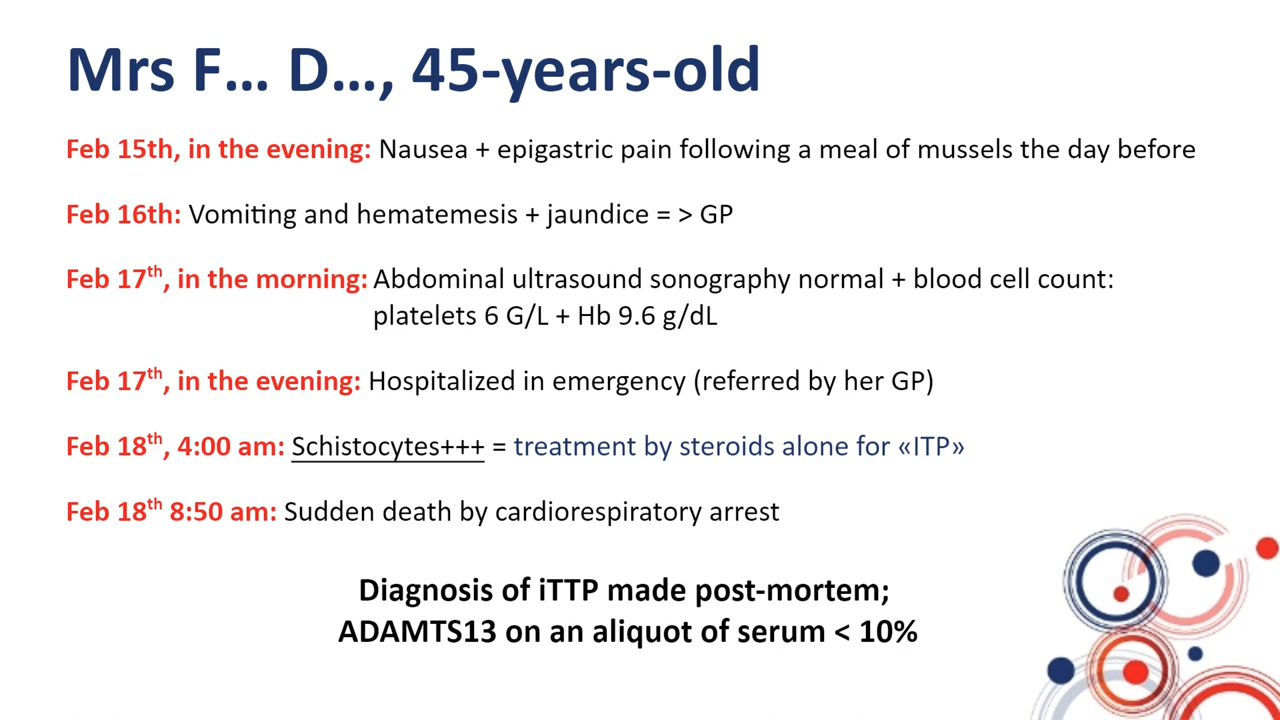 Mrs F… D…, 45-years-old
Feb 15th, in the evening: Nausea + epigastric pain following a meal of mussels the day before
Feb 16th: Vomiting and hematemesis + jaundice = > GP
Feb 17th, in the morning: Abdominal ultrasound sonography normal + blood cell count:
platelets 6 G/L + Hb 9.6 g/dL
Feb 17th, in the evening: Hospitalized in emergency (referred by her GP)
Feb 18th, 4:00 am: Schistocytes+++ = treatment by steroids alone for «ITP»
Feb 18th 8:50 am: Sudden death by cardiorespiratory arrest
Diagnosis of iTTP made post-mortem;
ADAMTS13 on an aliquot of serum < 10%